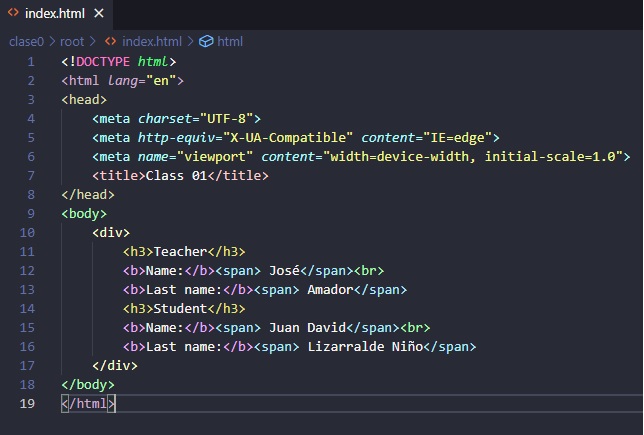 index.html
clase0 > root > index.html > html
1 <!DOCTYPE html>
2 <html lang="en">
3 <head>
4     <meta charset="UTF-8">
5     <meta http-equiv="X-UA-Compatible" content="IE=edge">
6     <meta name="viewport" content="width=device-width, initial-scale=1.0">
7     <title>Class 01</title>
8 </head>
9 <body>
10     <div>
11         <h3>Teacher</h3>
12         <b>Name:</b><span> José</span><br>
13         <b>Last name:</b><span> Amador</span>
14         <h3>Student</h3>
15         <b>Name:</b><span> Juan David</span><br>
16         <b>Last name:</b><span> Lizarralde Niño</span>
17     </div>
18 </body>
19 </html>